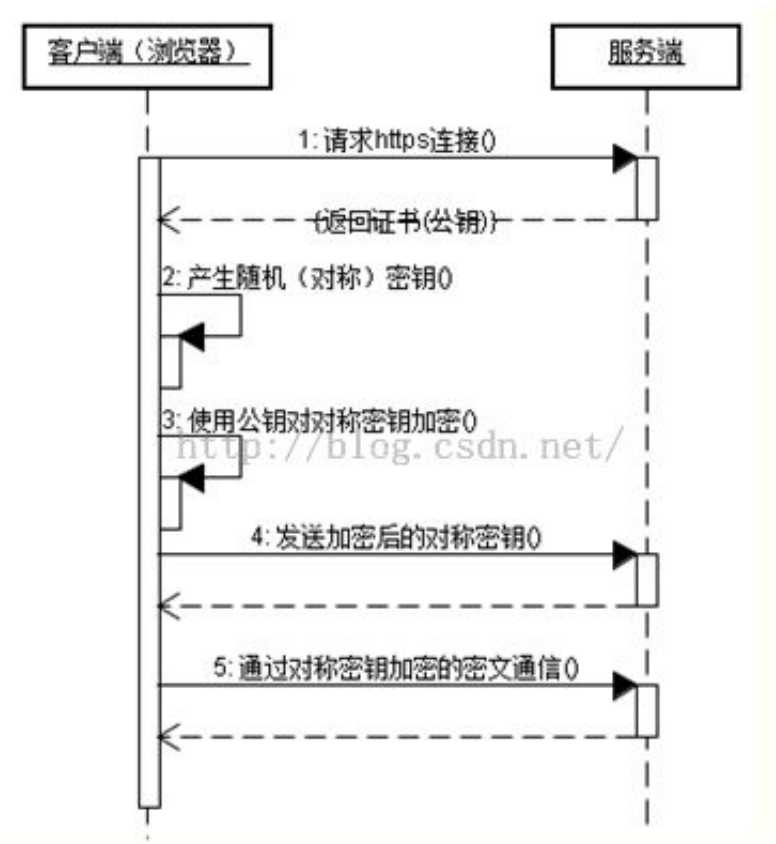 客户端（浏览器）
服务端
1: 请求https连接()
{返回证书(公钥)}
2: 产生随机（对称）密钥()
3: 使用公钥对对称密钥加密()
http://blog.csdn.net/
4: 发送加密后的对称密钥()
5: 通过对称密钥加密的密文通信()